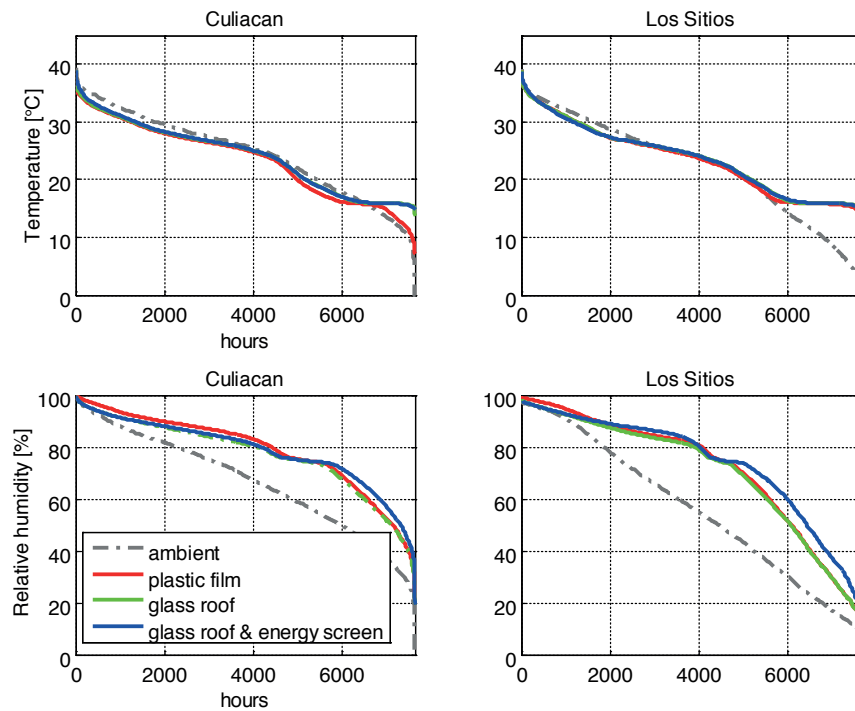 Culiacan
Los Sitios
Temperature [°C]
40
30
20
10
0
0 2000 4000 6000
hours
40
30
20
10
0
0 2000 4000 6000
Culiacan
Los Sitios
Relative humidity [%]
100
80
60
40
20
0
ambient
plastic film
glass roof
glass roof & energy screen
0 2000 4000 6000
hours
100
80
60
40
20
0
0 2000 4000 6000